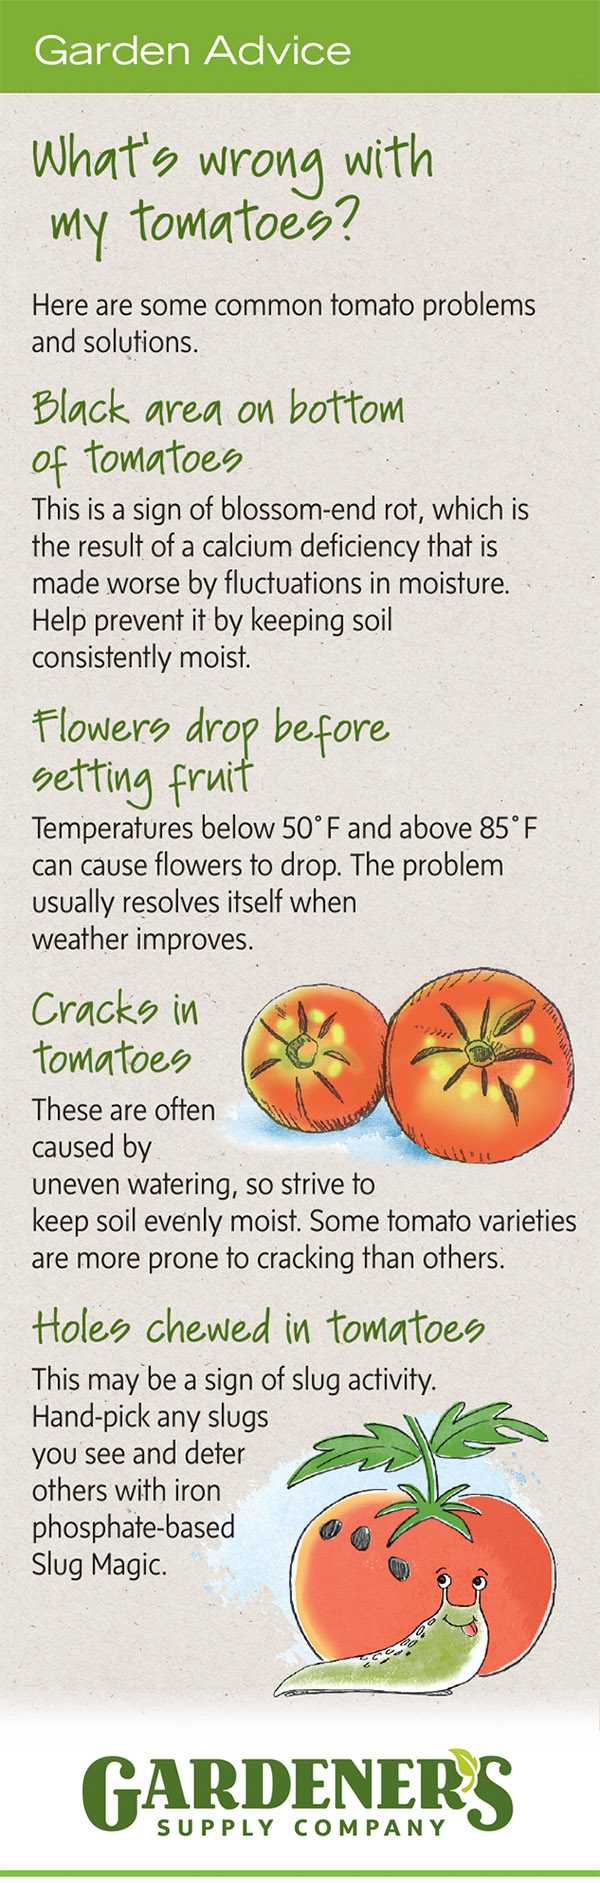 Garden Advice
What's wrong with
my tomatoes?
Here are some common tomato problems
and solutions.
Black area on bottom
of tomatoes
This is a sign of blossom-end rot, which is
the result of a calcium deficiency that is
made worse by fluctuations in moisture.
Help prevent it by keeping soil
consistently moist.
Flowers drop before
setting fruit
Temperatures below 50°F and above 85°F
can cause flowers to drop. The problem
usually resolves itself when
weather improves.
Cracks in
tomatoes
These are often
caused by
uneven watering, so strive to
keep soil evenly moist. Some tomato varieties
are more prone to cracking than others.
Holes chewed in tomatoes
This may be a sign of slug activity.
Hand-pick any slugs
you see and deter
others with iron
phosphate-based
Slug Magic.
GARDENER'S
SUPPLY COMPANY